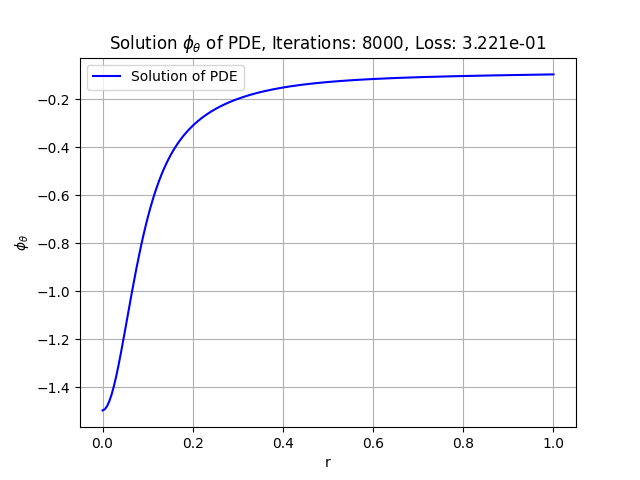 Solution ϕ_θ of PDE, Iterations: 8000, Loss: 3.221e-01
Solution of PDE
−0.2
−0.4
−0.6
−0.8
−1.0
−1.2
−1.4
ϕ_θ
0.0 0.2 0.4 0.6 0.8 1.0
r